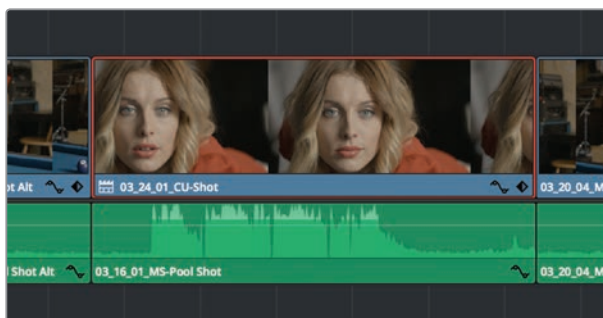 ot Alt
03_24_01_CU-Shot
03_20_04_M
l Shot Alt
03_16_01_MS-Pool Shot
03_20_04_M